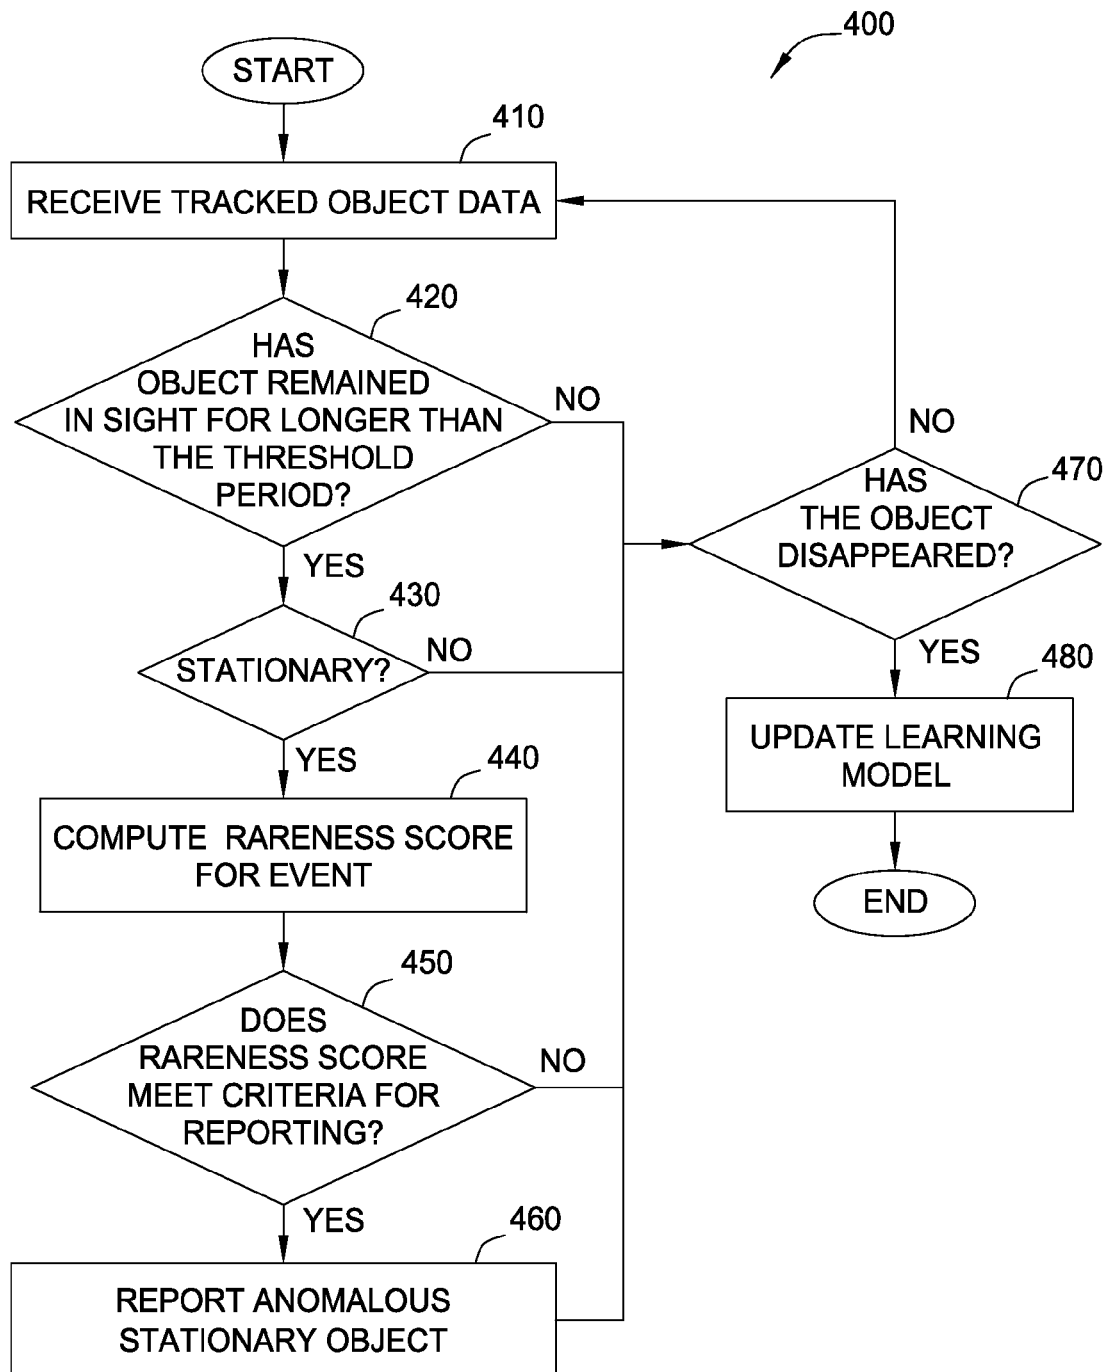 400
START
410
RECEIVE TRACKED OBJECT DATA
420
HAS
OBJECT REMAINED
IN SIGHT FOR LONGER THAN
THE THRESHOLD
PERIOD?
NO
YES
430
STATIONARY?
NO
YES
440
COMPUTE RARENESS SCORE
FOR EVENT
450
DOES
RARENESS SCORE
MEET CRITERIA FOR
REPORTING?
NO
YES
460
REPORT ANOMALOUS
STATIONARY OBJECT
NO
470
HAS
THE OBJECT
DISAPPEARED?
YES
480
UPDATE LEARNING
MODEL
END